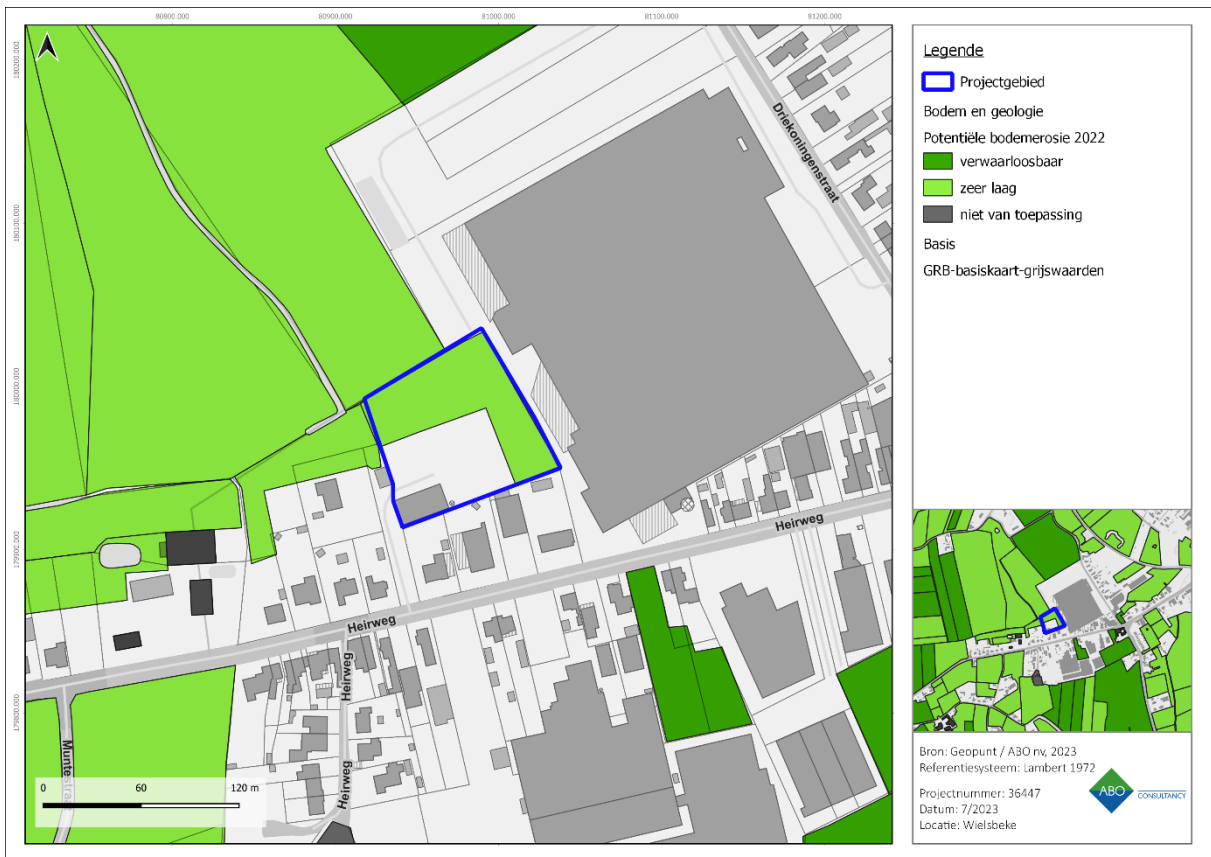 80800.000 80900.000 81000.000 81100.000 81200.000
180200.000
180100.000
180000.000
179900.000
179800.000
Driekoningenstraat
Heirweg
Heirweg
Heirweg
Heirweg
Muntestraat
0 60 120 m
Legende
Projectgebied
Bodem en geologie
Potentiële bodemerosie 2022
verwaarloosbaar
zeer laag
niet van toepassing
Basis
GRB-basiskaart-grijswaarden
Bron: Geopunt / ABO nv, 2023
Referentiesysteem: Lambert 1972
Projectnummer: 36447
Datum: 7/2023
Locatie: Wielsbeke
ABO
CONSULTANCY